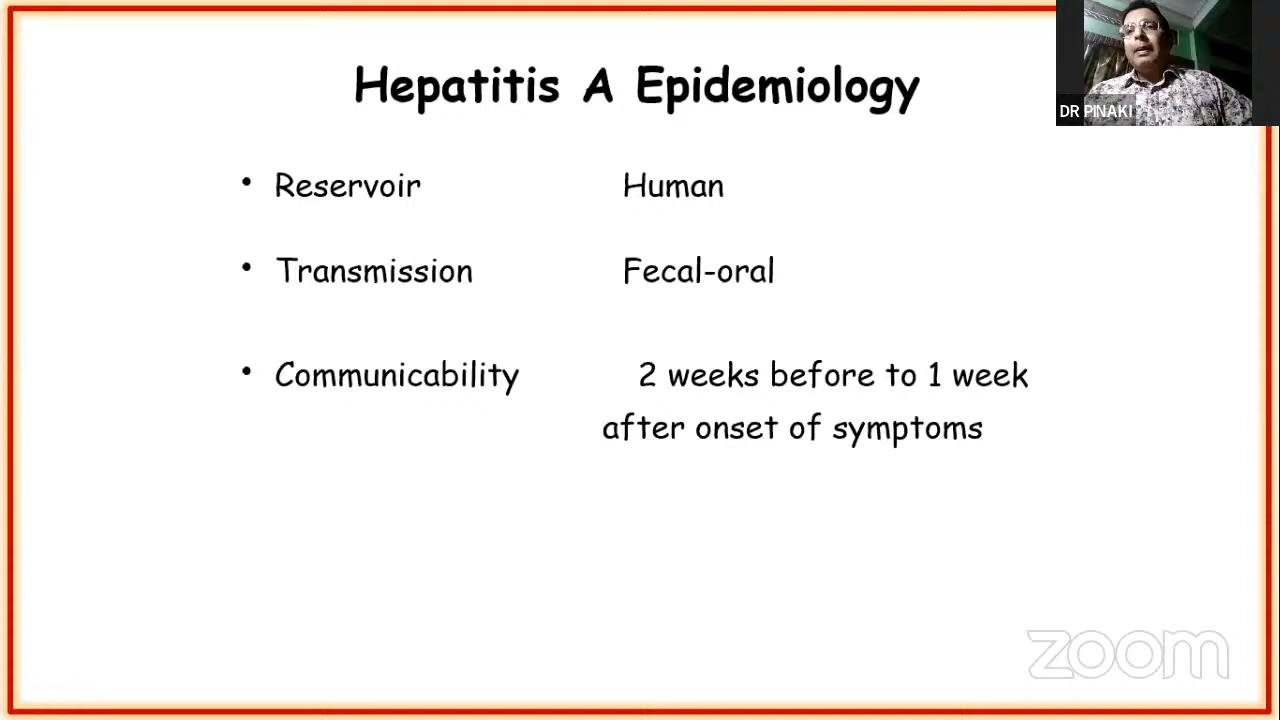 Hepatitis A Epidemiology
DR PINAKI
• Reservoir Human
• Transmission Fecal-oral
• Communicability 2 weeks before to 1 week
after onset of symptoms
zoom